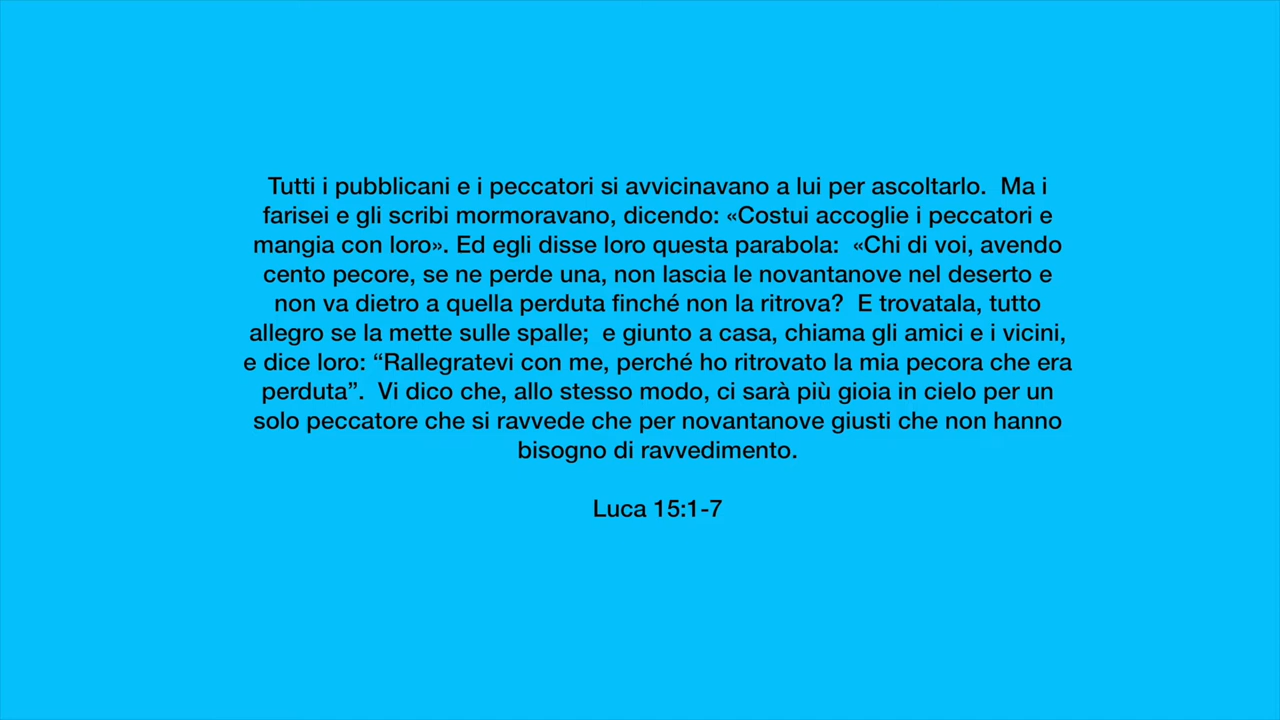 Tutti i pubblicani e i peccatori si avvicinavano a lui per ascoltarlo.  Ma i
farisei e gli scribi mormoravano, dicendo: «Costui accoglie i peccatori e
mangia con loro». Ed egli disse loro questa parabola:  «Chi di voi, avendo
cento pecore, se ne perde una, non lascia le novantanove nel deserto e
non va dietro a quella perduta finché non la ritrova?  E trovatala, tutto
allegro se la mette sulle spalle;  e giunto a casa, chiama gli amici e i vicini,
e dice loro: “Rallegratevi con me, perché ho ritrovato la mia pecora che era
perduta”.  Vi dico che, allo stesso modo, ci sarà più gioia in cielo per un
solo peccatore che si ravvede che per novantanove giusti che non hanno
bisogno di ravvedimento.
Luca 15:1-7